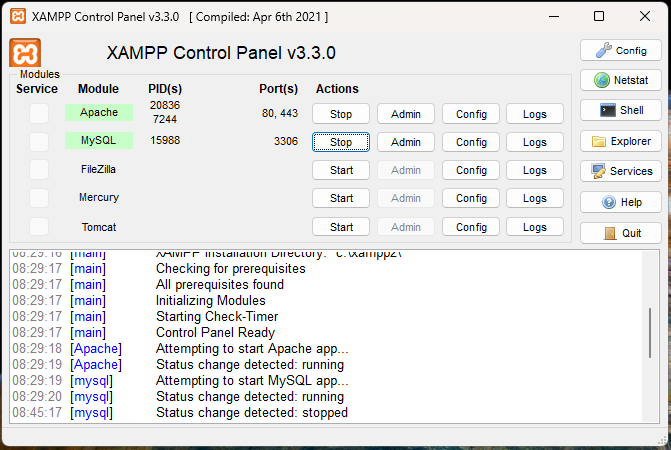 XAMPP Control Panel v3.3.0 [ Compiled: Apr 6th 2021 ]
XAMPP Control Panel v3.3.0
Modules
Service Module PID(s) Port(s) Actions
Apache 20836 7244 80, 443 Stop Admin Config Logs
MySQL 15988 3306 Stop Admin Config Logs
FileZilla Start Admin Config Logs
Mercury Start Admin Config Logs
Tomcat Start Admin Config Logs
Config
Netstat
Shell
Explorer
Services
Help
Quit
08:29:16 [main] XAMPP Installation Directory: "c:\xampp2\"
08:29:17 [main] Checking for prerequisites
08:29:17 [main] All prerequisites found
08:29:17 [main] Initializing Modules
08:29:17 [main] Starting Check-Timer
08:29:17 [main] Control Panel Ready
08:29:18 [Apache] Attempting to start Apache app...
08:29:19 [Apache] Status change detected: running
08:29:19 [mysql] Attempting to start MySQL app...
08:29:20 [mysql] Status change detected: running
08:45:17 [mysql] Status change detected: stopped